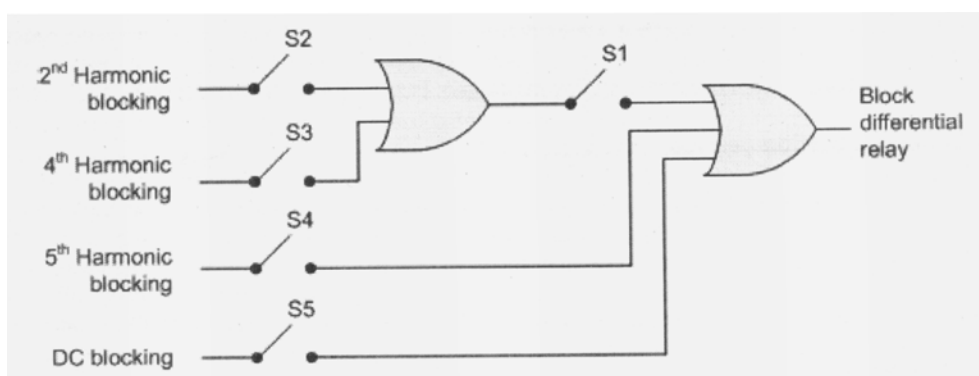 S2
2nd Harmonic
blocking
S1
Block
differential
relay
S3
4th Harmonic
blocking
S4
5th Harmonic
blocking
S5
DC blocking